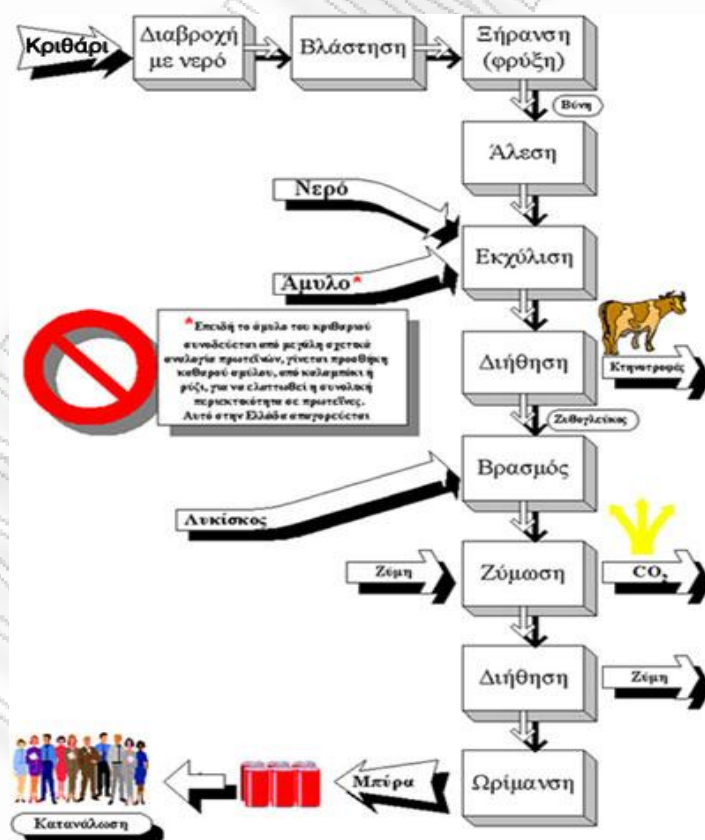 Κριθάρι
Διαβροχή
με νερό
Βλάστηση
Ξήρανση
(φρύξη)
Βύνη
Άλεση
Νερό
Εκχύλιση
Άμυλο*
*Επειδή το άμυλο του κριθαριού
συνοδεύεται από μεγάλη σχετικά
αναλογία πρωτεϊνών, γίνεται προσθήκη
καθαρού αμύλου, από καλαμπόκι ή
ρύζι, για να ελαττωθεί η συνολική
περιεκτικότητα σε πρωτεΐνες.
Αυτό στην Ελλάδα απαγορεύεται
Διήθηση
Κτηνοτροφές
Ζυθογλεύκος
Βρασμός
Λυκίσκος
Ζύμη
Ζύμωση
CO2
Διήθηση
Ζύμη
Ωρίμανση
Μπύρα
Κατανάλωση